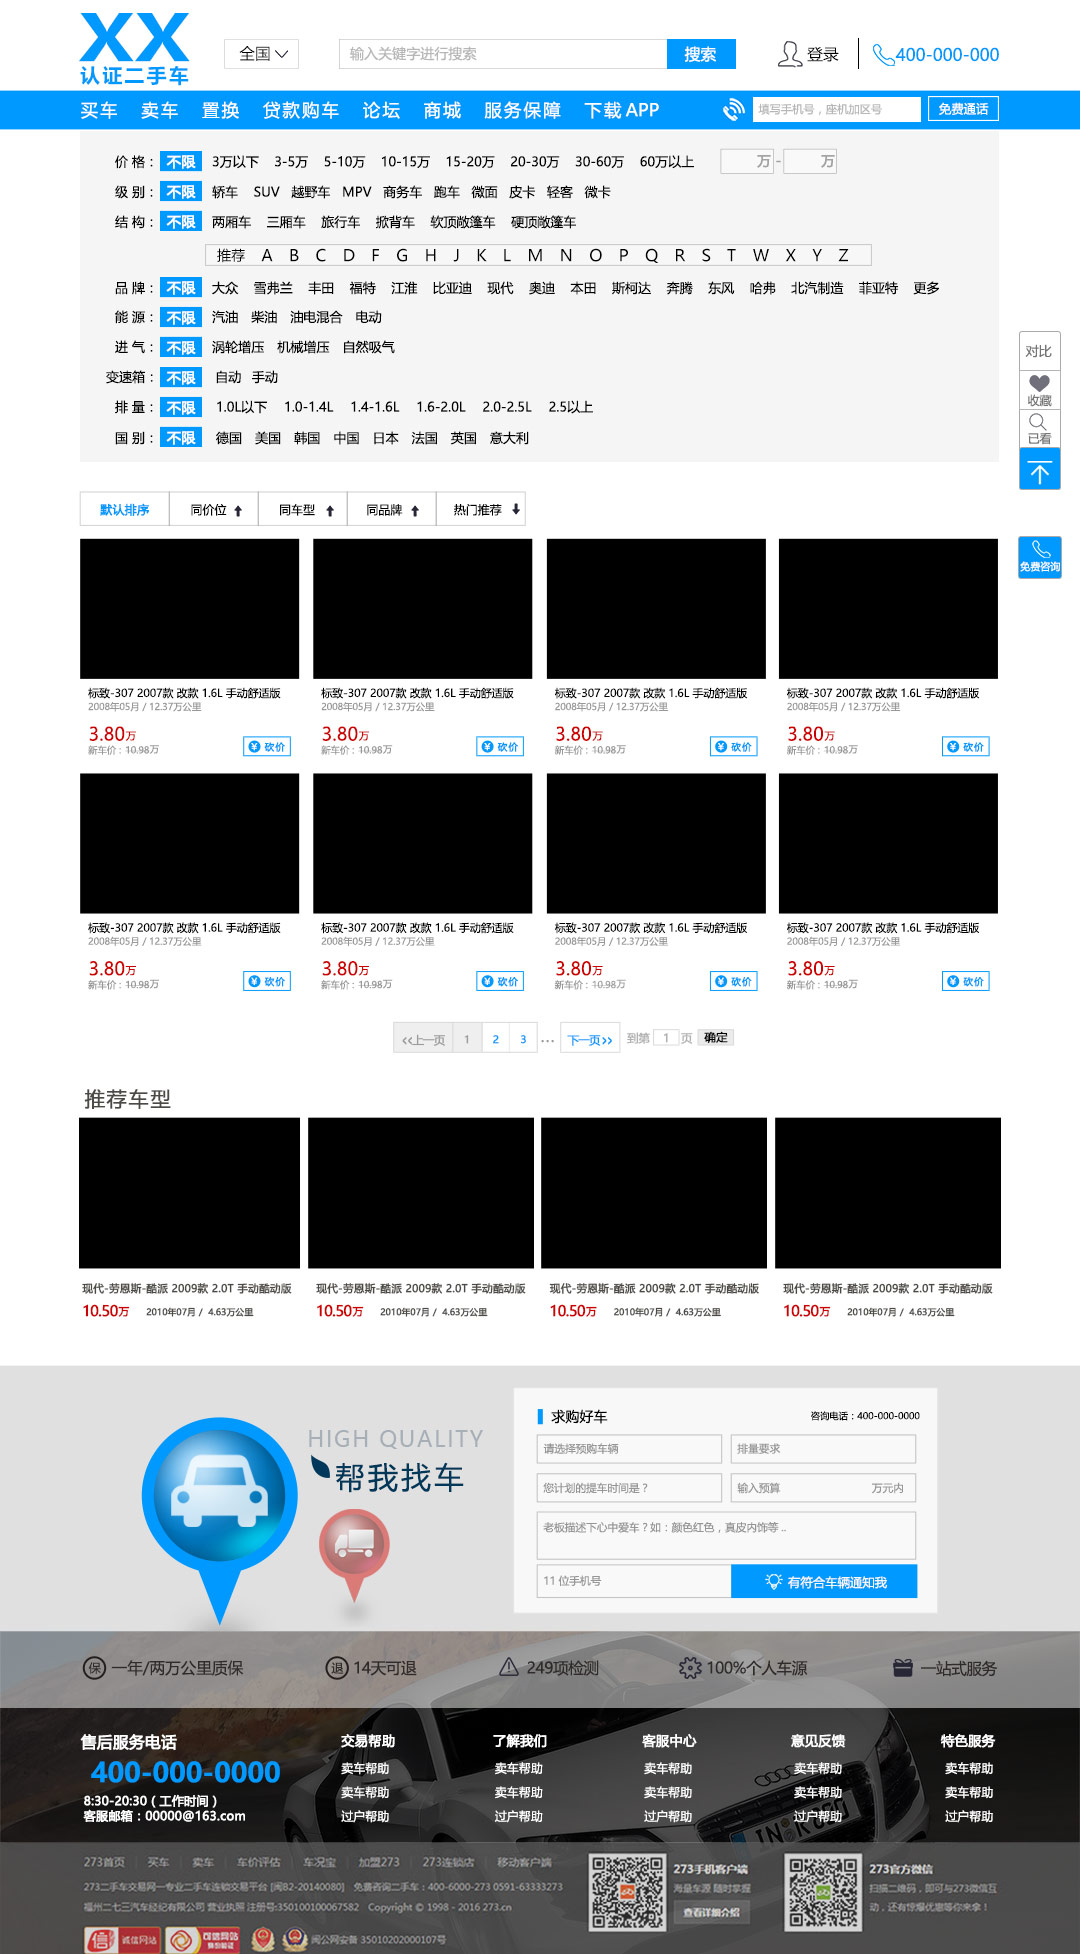 XX
认证二手车
全国
输入关键字进行搜索
搜索
登录
400-000-000
买车 卖车 置换 贷款购车 论坛 商城 服务保障 下载 APP
填写手机号，座机加区号
免费通话
价 格： 不限 3万以下 3-5万 5-10万 10-15万 15-20万 20-30万 30-60万 60万以上 万 - 万
级 别： 不限 轿车 SUV 越野车 MPV 商务车 跑车 微面 皮卡 轻客 微卡
结 构： 不限 两厢车 三厢车 旅行车 掀背车 软顶敞篷车 硬顶敞篷车
推荐 A B C D F G H J K L M N O P Q R S T W X Y Z
品 牌： 不限 大众 雪弗兰 丰田 福特 江淮 比亚迪 现代 奥迪 本田 斯柯达 奔腾 东风 哈弗 北汽制造 菲亚特 更多
能 源： 不限 汽油 柴油 油电混合 电动
进 气： 不限 涡轮增压 机械增压 自然吸气
变速箱： 不限 自动 手动
排 量： 不限 1.0L以下 1.0-1.4L 1.4-1.6L 1.6-2.0L 2.0-2.5L 2.5以上
国 别： 不限 德国 美国 韩国 中国 日本 法国 英国 意大利
对比
收藏
已看
免费咨询
默认排序 同价位 同车型 同品牌 热门推荐
标致-307 2007款 改款 1.6L 手动舒适版 标致-307 2007款 改款 1.6L 手动舒适版 标致-307 2007款 改款 1.6L 手动舒适版 标致-307 2007款 改款 1.6L 手动舒适版
2008年05月 / 12.37万公里 2008年05月 / 12.37万公里 2008年05月 / 12.37万公里 2008年05月 / 12.37万公里
3.80万 3.80万 3.80万 3.80万
新车价：10.98万 ¥ 砍价 新车价：10.98万 ¥ 砍价 新车价：10.98万 ¥ 砍价 新车价：10.98万 ¥ 砍价
标致-307 2007款 改款 1.6L 手动舒适版 标致-307 2007款 改款 1.6L 手动舒适版 标致-307 2007款 改款 1.6L 手动舒适版 标致-307 2007款 改款 1.6L 手动舒适版
2008年05月 / 12.37万公里 2008年05月 / 12.37万公里 2008年05月 / 12.37万公里 2008年05月 / 12.37万公里
3.80万 3.80万 3.80万 3.80万
新车价：10.98万 ¥ 砍价 新车价：10.98万 ¥ 砍价 新车价：10.98万 ¥ 砍价 新车价：10.98万 ¥ 砍价
<<上一页 1 2 3 ... 下一页>> 到第 1 页 确定
推荐车型
现代-劳恩斯-酷派 2009款 2.0T 手动酷动版 现代-劳恩斯-酷派 2009款 2.0T 手动酷动版 现代-劳恩斯-酷派 2009款 2.0T 手动酷动版 现代-劳恩斯-酷派 2009款 2.0T 手动酷动版
10.50万 2010年07月 / 4.63万公里 10.50万 2010年07月 / 4.63万公里 10.50万 2010年07月 / 4.63万公里 10.50万 2010年07月 / 4.63万公里
HIGH QUALITY
帮我找车
求购好车
咨询电话：400-000-0000
请选择预购车辆 排量要求
您计划的提车时间是？ 输入预算 万元内
老板描述下心中爱车？如：颜色红色，真皮内饰等 ..
11 位手机号 有符合车辆通知我
保 一年/两万公里质保 退 14天可退 249项检测 100%个人车源 一站式服务
售后服务电话 交易帮助 了解我们 客服中心 意见反馈 特色服务
400-000-0000 卖车帮助 卖车帮助 卖车帮助 卖车帮助 卖车帮助
卖车帮助 卖车帮助 卖车帮助 卖车帮助 卖车帮助
8:30-20:30（工作时间）
客服邮箱：00000@163.com 过户帮助 过户帮助 过户帮助 过户帮助 过户帮助
IN·K
273首页 买车 卖车 车价评估 车况宝 加盟273 273连锁店 移动客户端
273二手车交易网—专业二手车连锁交易平台 [闽B2-20140080] 免费咨询二手车：400-6000-273 0591-63333273
福州二七三汽车经纪有限公司 营业执照 注册号:350100100067582 Copyright © 1998 - 2016 273.cn
信 诚信网站 可信网站 闽公网安备 35010202000107号
273手机客户端
海量车源 随时掌握
查看详细介绍
273官方微信
扫描二维码，即可与273微信互
动，还有惊爆优惠等你来拿！